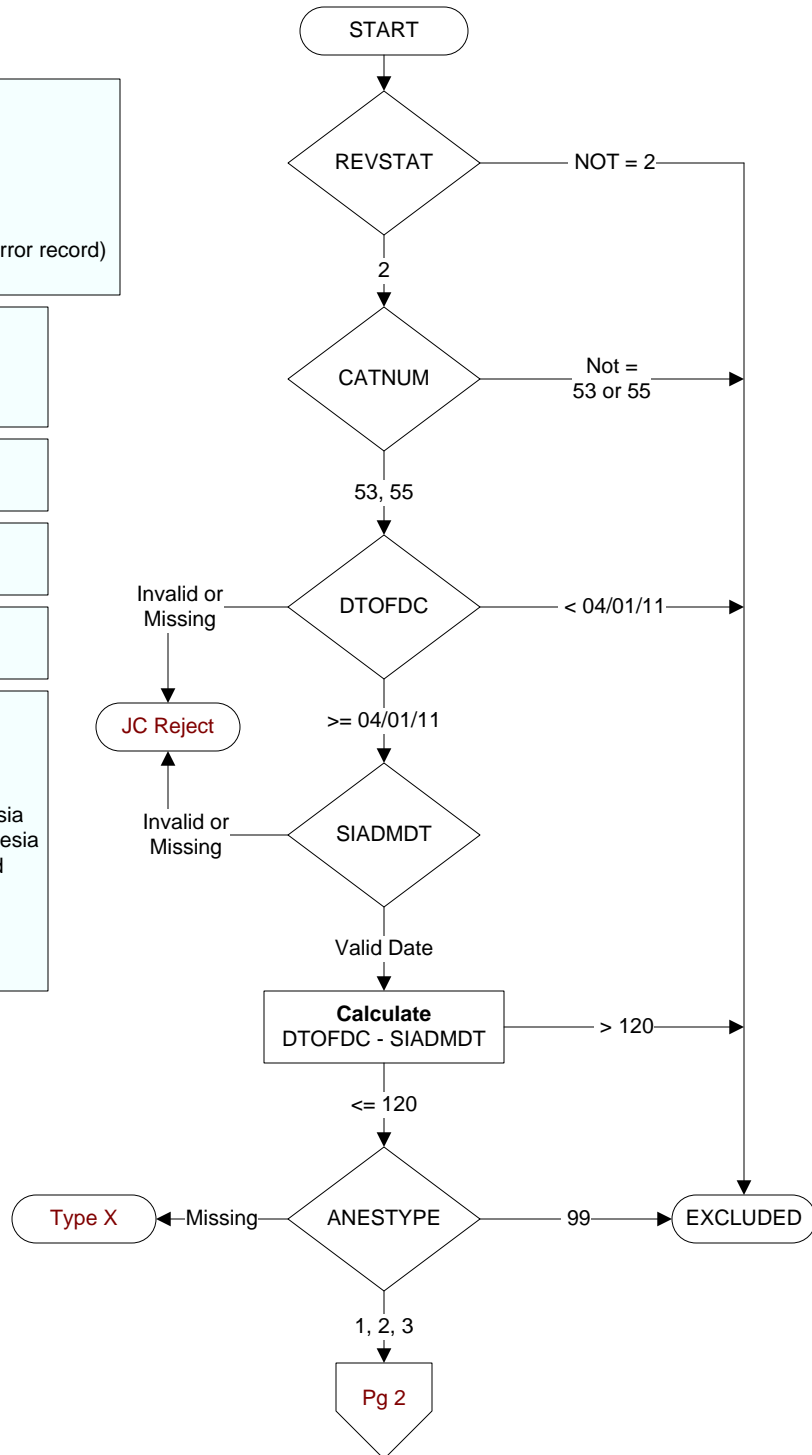 START
REVSTAT
NOT = 2
rror record)
2
CATNUM
Not =
53 or 55
53, 55
Invalid or
Missing
DTOFDC
< 04/01/11
JC Reject
>= 04/01/11
Invalid or
Missing
SIADMDT
sia
esia
d
Valid Date
Calculate
DTOFDC - SIADMDT
> 120
<= 120
Type X
Missing
ANESTYPE
99
EXCLUDED
1, 2, 3
Pg 2